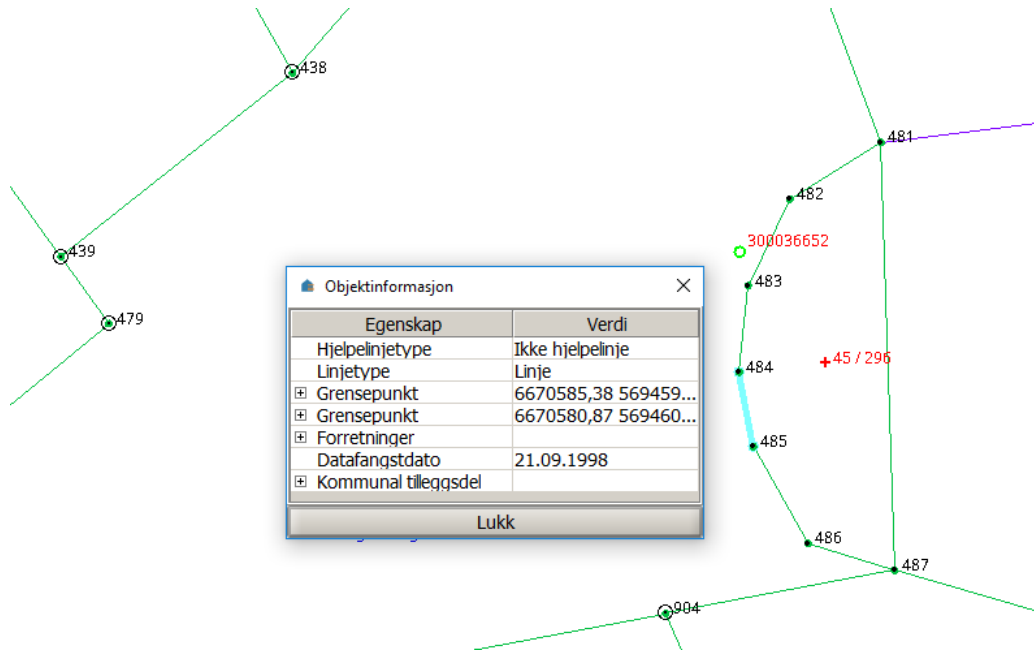 438
481
482
300036652
439
483
Objektinformasjon
479
Egenskap Verdi
Hjelpelinjetype Ikke hjelpelinje
45 / 296
Linjetype Linje
484
Grensepunkt 6670585,38 569459...
Grensepunkt 6670580,87 569460...
Forretninger
485
Datafangstdato 21.09.1998
Kommunal tilleggsdel
Lukk
486
487
904